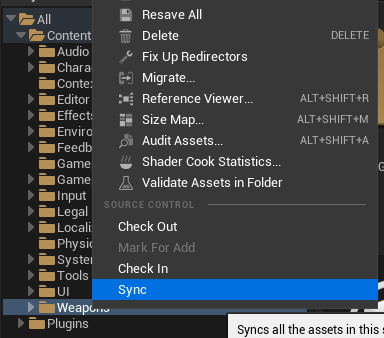 All
Content
Audio
Chara
Conte
Editor
Effects
Enviro
Feedb
Game
Game
Input
Legal
Localiz
Physic
System
Tools
UI
Weapons
Plugins
Resave All
Delete DELETE
Fix Up Redirectors
Migrate...
Reference Viewer... ALT+SHIFT+R
Size Map... ALT+SHIFT+M
Audit Assets... ALT+SHIFT+A
Shader Cook Statistics...
Validate Assets in Folder
SOURCE CONTROL
Check Out
Mark For Add
Check In
Sync
Syncs all the assets in this s